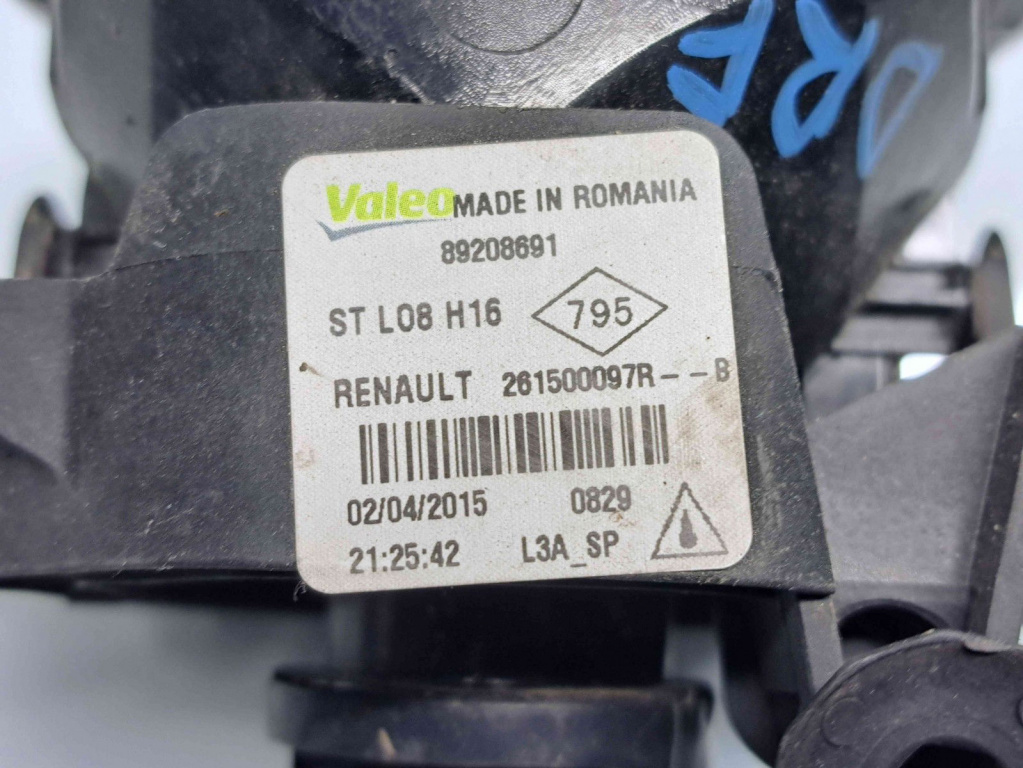 DRF
Valeo MADE IN ROMANIA
89208691
ST L08 H16 795
RENAULT 261500097R--B
02/04/2015 0829
21:25:42 L3A_SP